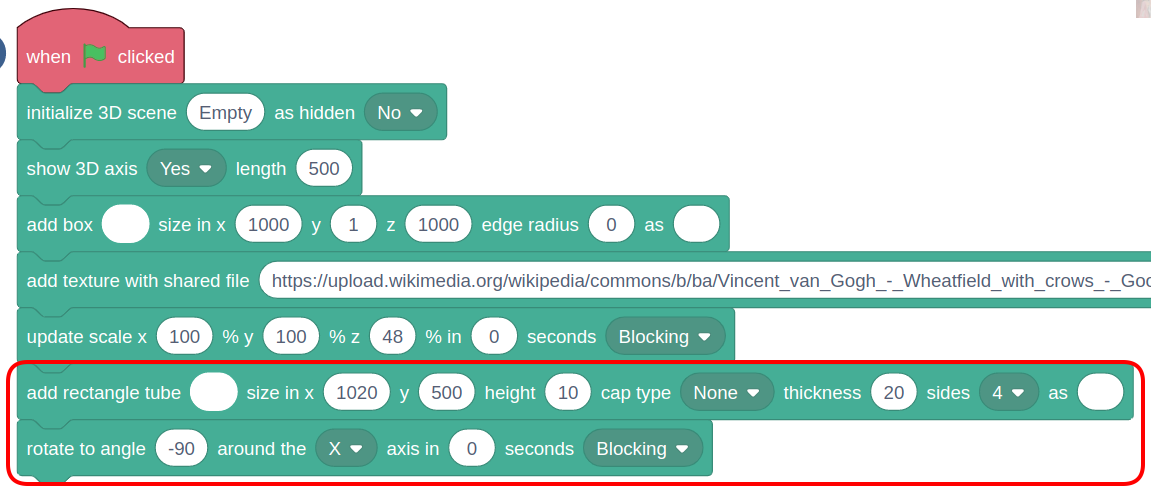 when clicked
initialize 3D scene Empty as hidden No
show 3D axis Yes length 500
add box size in x 1000 y 1 z 1000 edge radius 0 as
add texture with shared file https://upload.wikimedia.org/wikipedia/commons/b/ba/Vincent_van_Gogh_-_Wheatfield_with_crows_-_Goo
update scale x 100 % y 100 % z 48 % in 0 seconds Blocking
add rectangle tube size in x 1020 y 500 height 10 cap type None thickness 20 sides 4 as
rotate to angle -90 around the X axis in 0 seconds Blocking